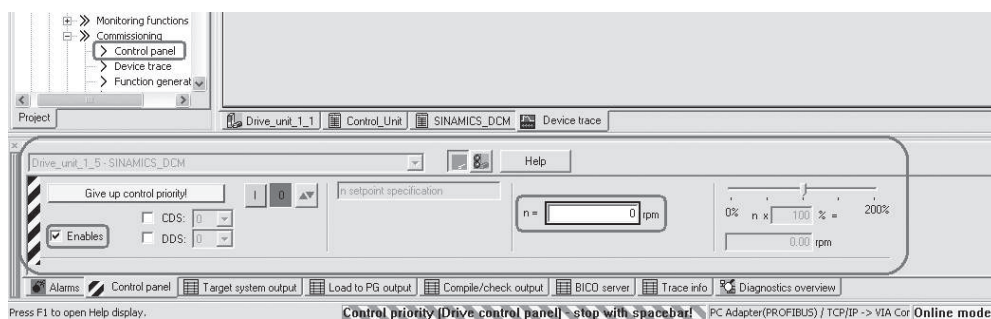 Monitoring functions
Commissioning
Control panel
Device trace
Function generat
Project
Drive_unit_1_1 Control_Unit SINAMICS_DCM Device trace
Drive_unit_1_5 - SINAMICS_DCM Help
Give up control priority! I 0 n setpoint specification
n = 0 rpm
0% n x 100 % = 200%
CDS: 0
Enables DDS: 0
0.00 rpm
Alarms Control panel Target system output Load to PG output Compile/check output BICO server Trace info Diagnostics overview
Press F1 to open Help display. Control priority [Drive control panel] - stop with spacebar! PC Adapter(PROFIBUS) / TCP/IP -> VIA Cor Online mode